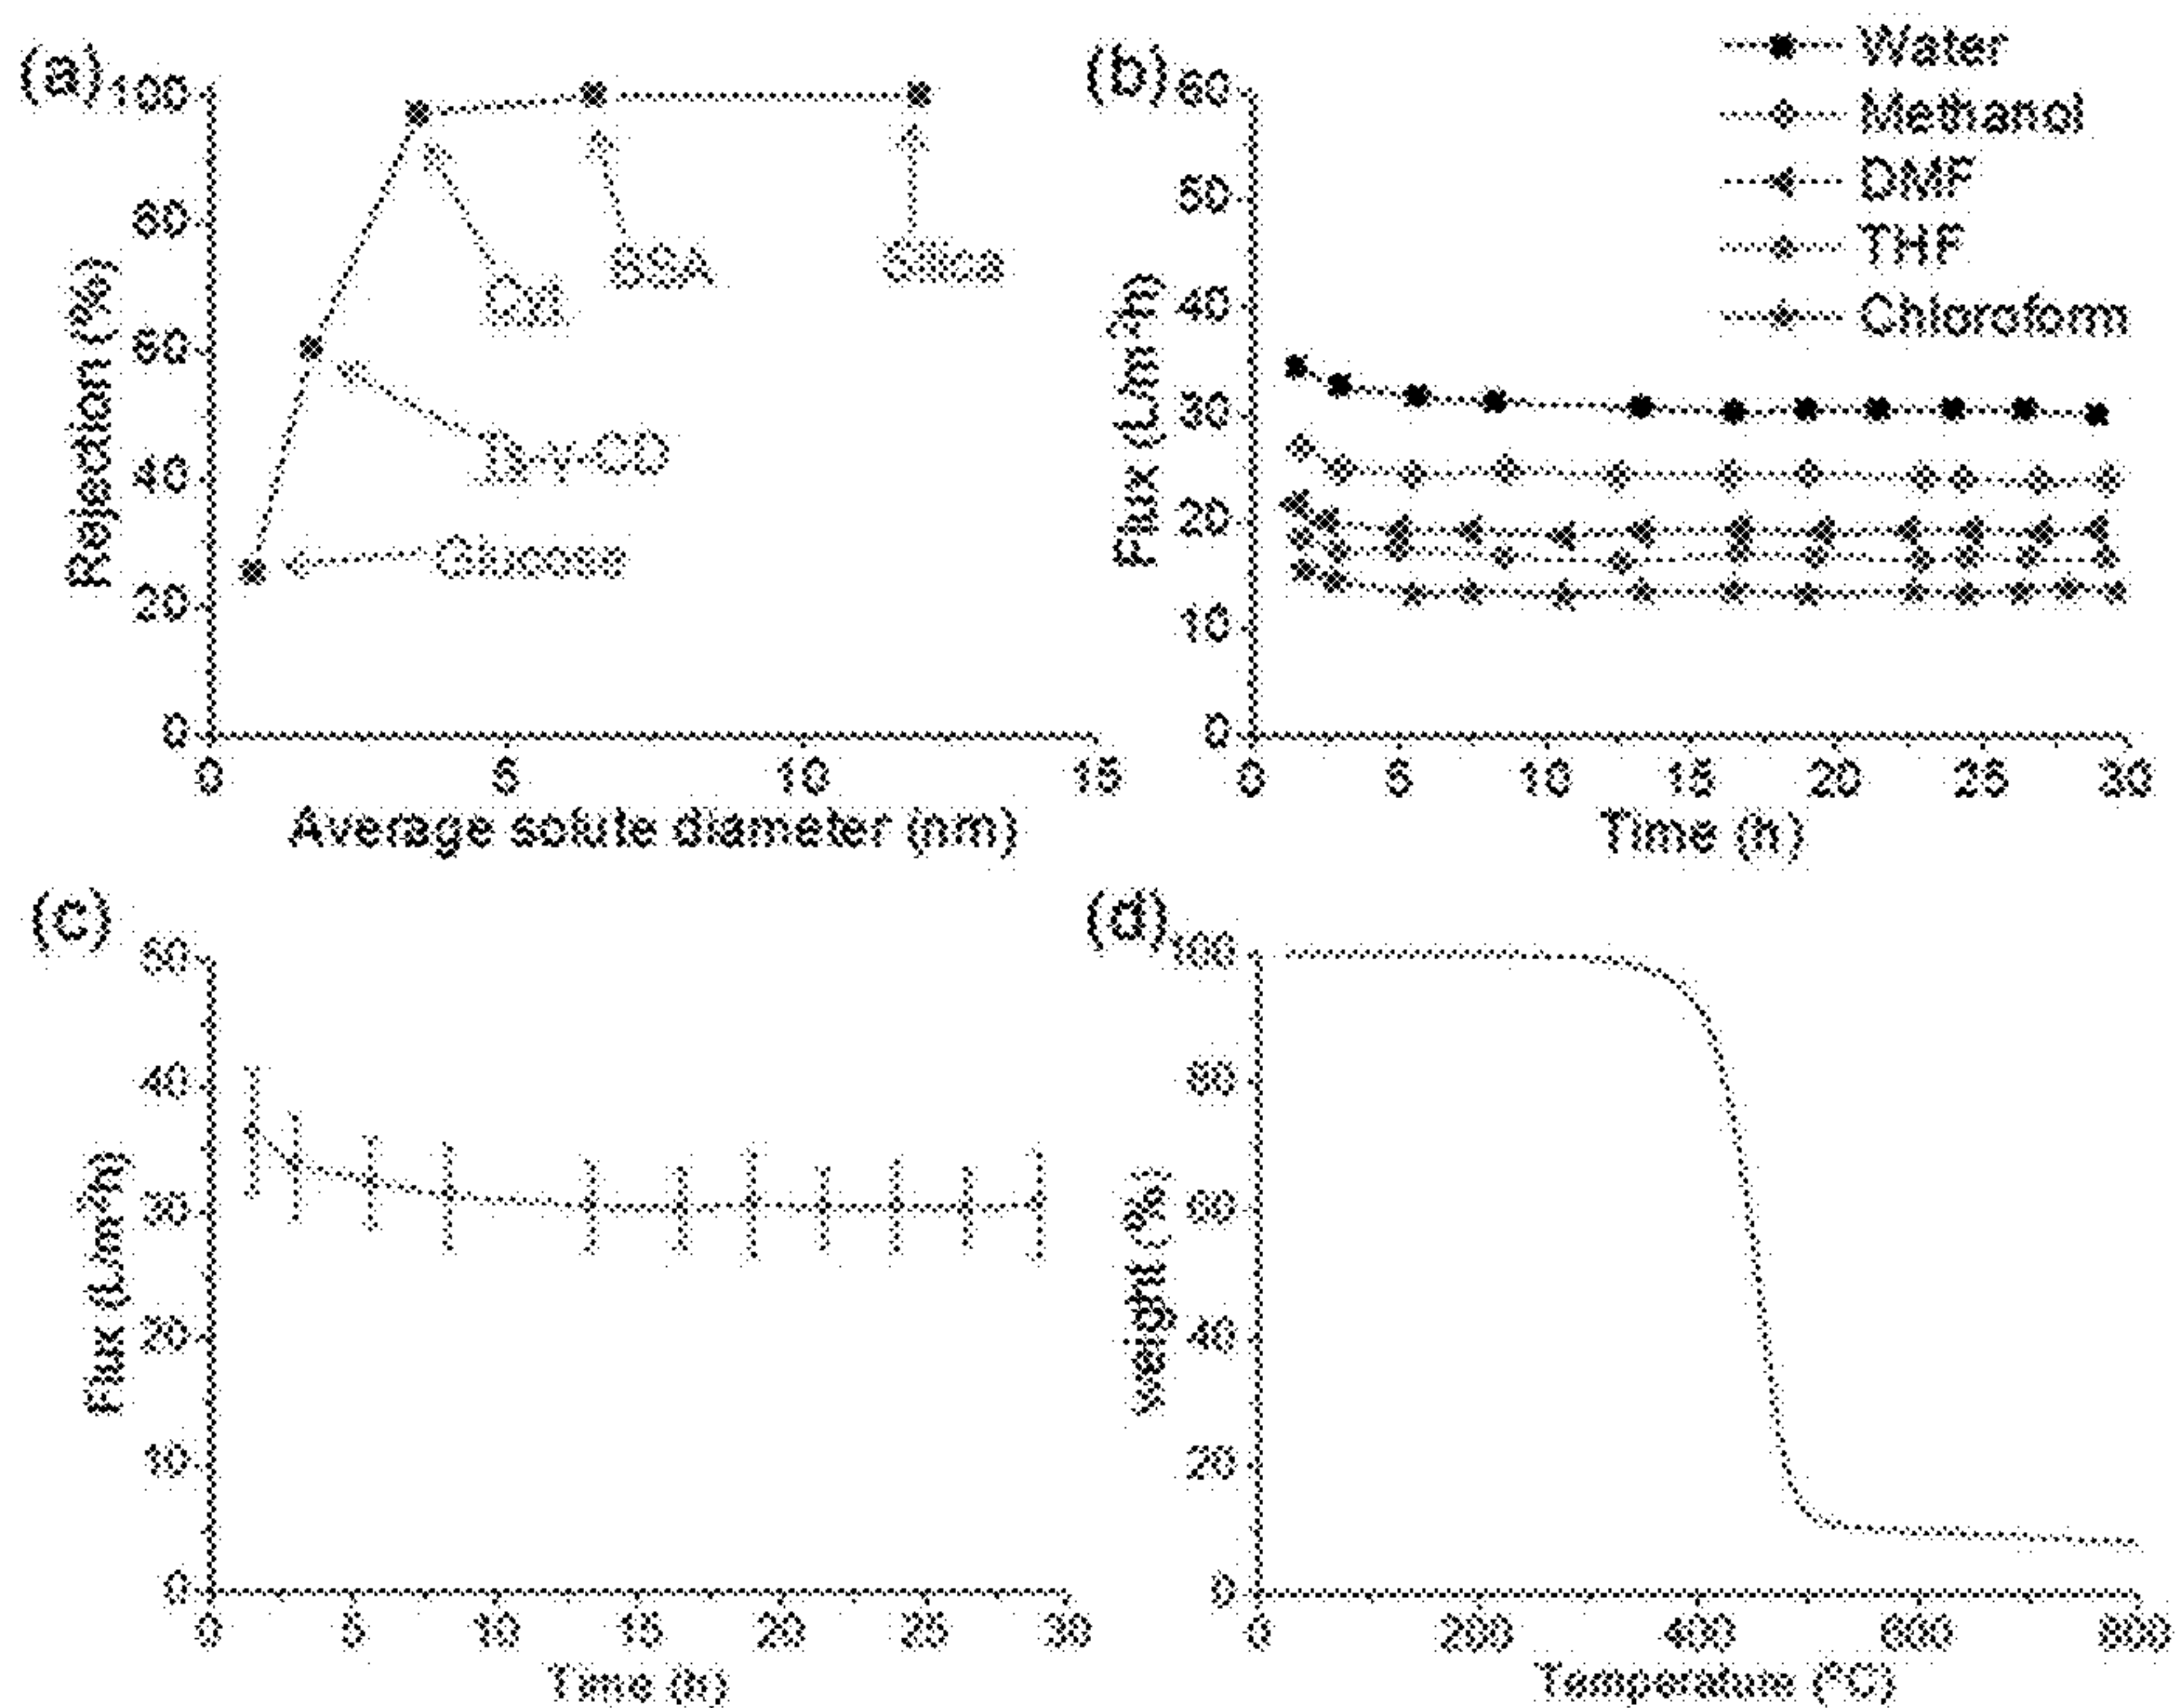 (a)
100
80
60
40
20
0
Rejection (%)
Cyt
BSA
Silica
Glucose
0 5 10 15
Average solute diameter (nm)
(b)
60
50
40
30
20
10
0
Water
Methanol
DMF
THF
Chloroform
0 5 10 15 20 25 30
Time (h)
(c)
50
40
30
20
10
0
0 5 10 15 20 25 30
Time (h)
(d)
100
80
60
40
20
0
Weight (%)
0 200 400 600 800
Temperature (°C)